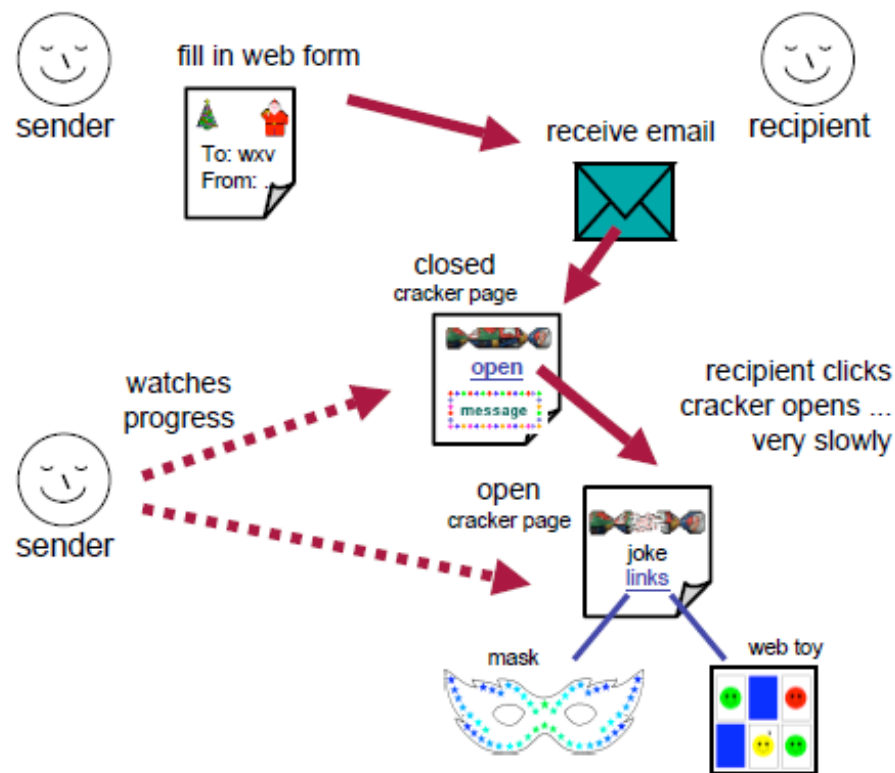 fill in web form
sender
To: wxv
From: ..
receive email
recipient
closed
cracker page
open
message
watches
progress
recipient clicks
cracker opens ...
very slowly
sender
open
cracker page
joke
links
mask
web toy